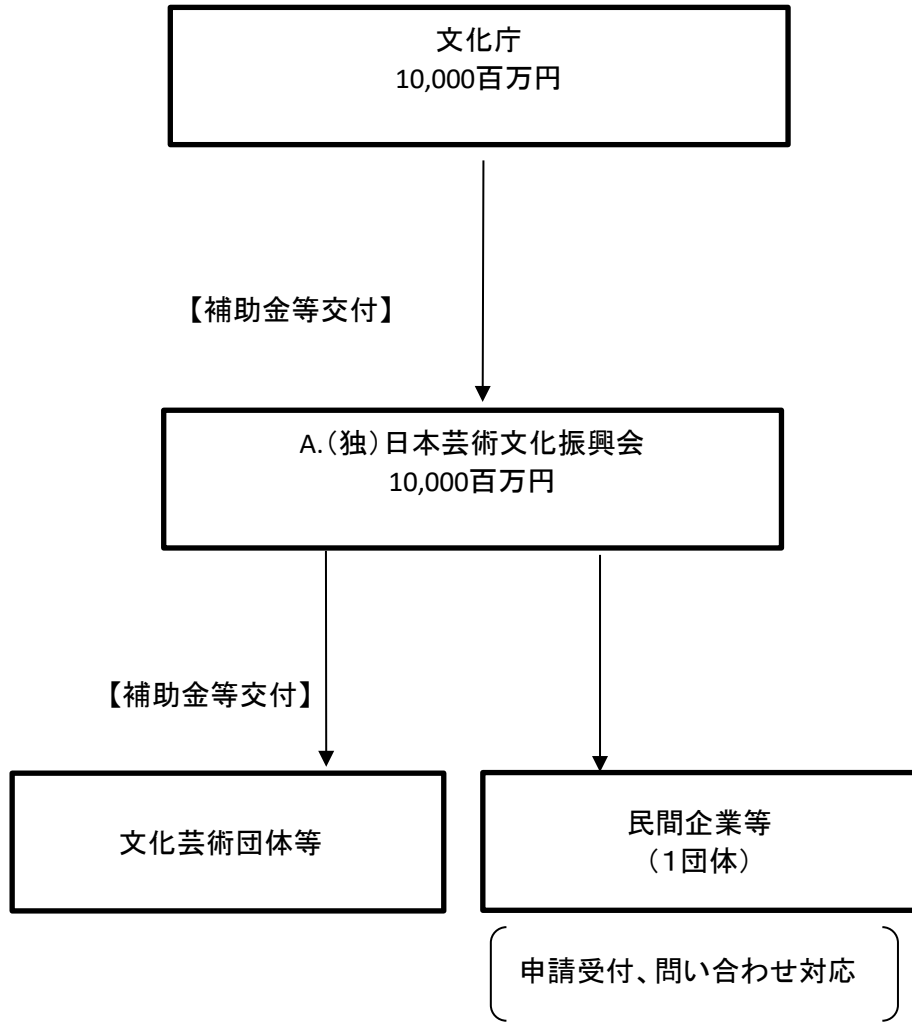 文化庁
10,000百万円
【補助金等交付】
A.（独）日本芸術文化振興会
10,000百万円
【補助金等交付】
文化芸術団体等
民間企業等
（１団体）
申請受付、問い合わせ対応